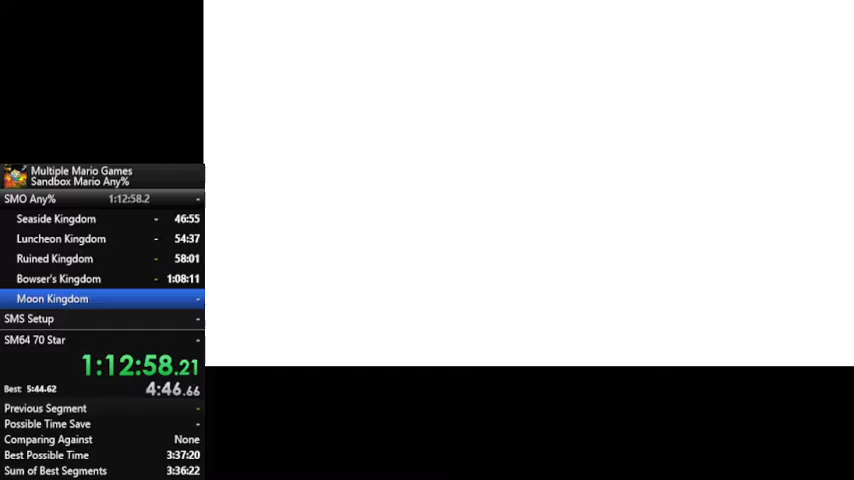 Multiple Mario Games
Sandbox Mario Any%
SMO Any% 1:12:58.2 -
Seaside Kingdom - 46:55
Luncheon Kingdom - 54:37
Ruined Kingdom - 58:01
Bowser's Kingdom - 1:08:11
Moon Kingdom -
SMS Setup -
SM64 70 Star -
1:12:58.21
Best: 5:44.62 4:46.66
Previous Segment -
Possible Time Save -
Comparing Against None
Best Possible Time 3:37:20
Sum of Best Segments 3:36:22